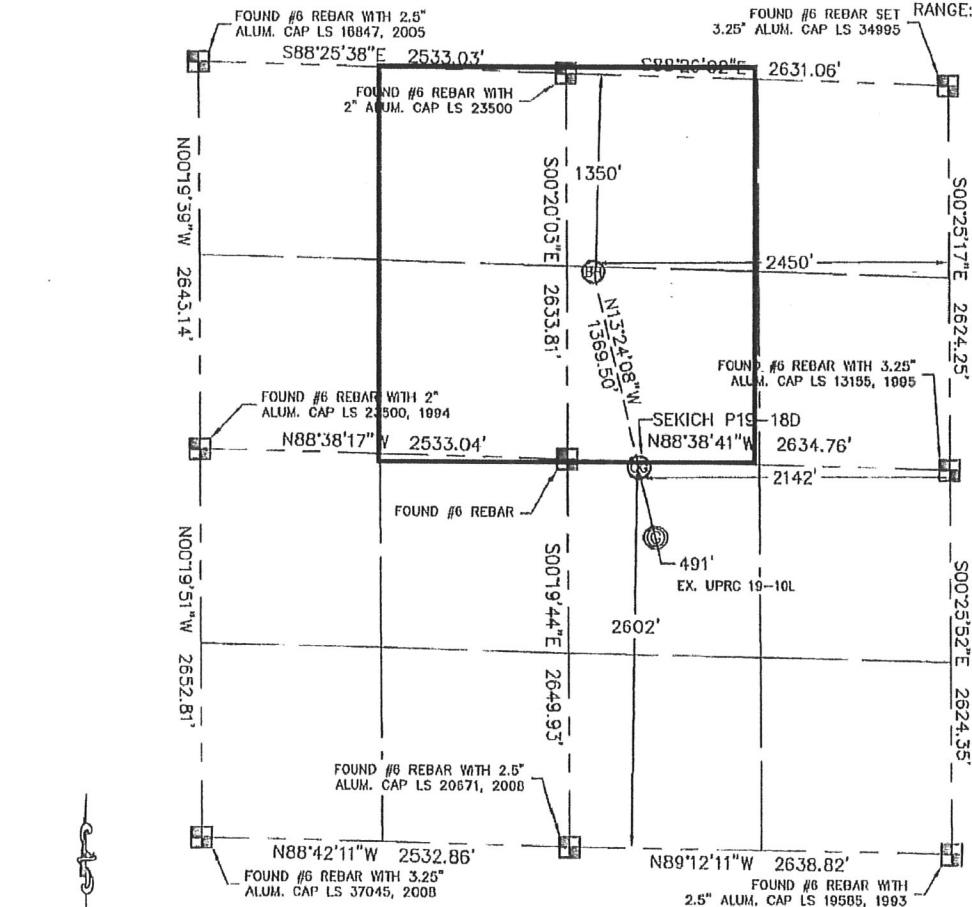 FOUND #6 REBAR WITH 2.5"
ALUM. CAP LS 16847, 2005
FOUND #6 REBAR SET
3.25" ALUM. CAP LS 34995
RANGE:
S88°25'38"E 2533.03'
2631.06'
FOUND #6 REBAR WITH
2" ALUM. CAP LS 23500
N00°19'39"W 2643.14'
S00°20'03"E 2633.81'
S00°25'17"E 2624.25'
1350'
BH
2450'
N13°24'08"W
1369.50'
FOUND #6 REBAR WITH 3.25"
ALUM. CAP LS 13155, 1995
FOUND #6 REBAR WITH 2"
ALUM. CAP LS 23500, 1994
SEKICH P19-18D
N88°38'17"W 2533.04'
N88°38'41"W 2634.76'
2142'
FOUND #6 REBAR
G
491'
EX. UPRC 19-10L
N00°19'51"W 2652.81'
S00°19'44"E 2649.93'
S00°25'52"E 2624.35'
2602'
FOUND #6 REBAR WITH 2.5"
ALUM. CAP LS 20671, 2008
N88°42'11"W 2532.86'
N89°12'11"W 2638.82'
FOUND #6 REBAR WITH 3.25"
ALUM. CAP LS 37045, 2008
FOUND #6 REBAR WITH
2.5" ALUM. CAP LS 19585, 1993